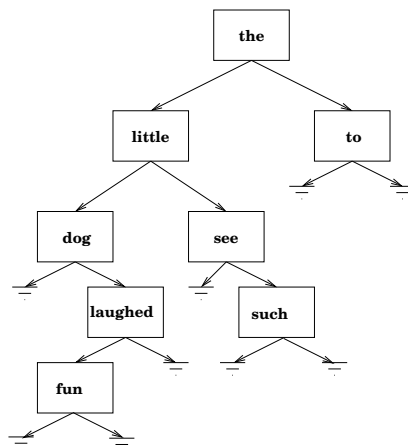 the
little
to
dog
see
laughed
such
fun